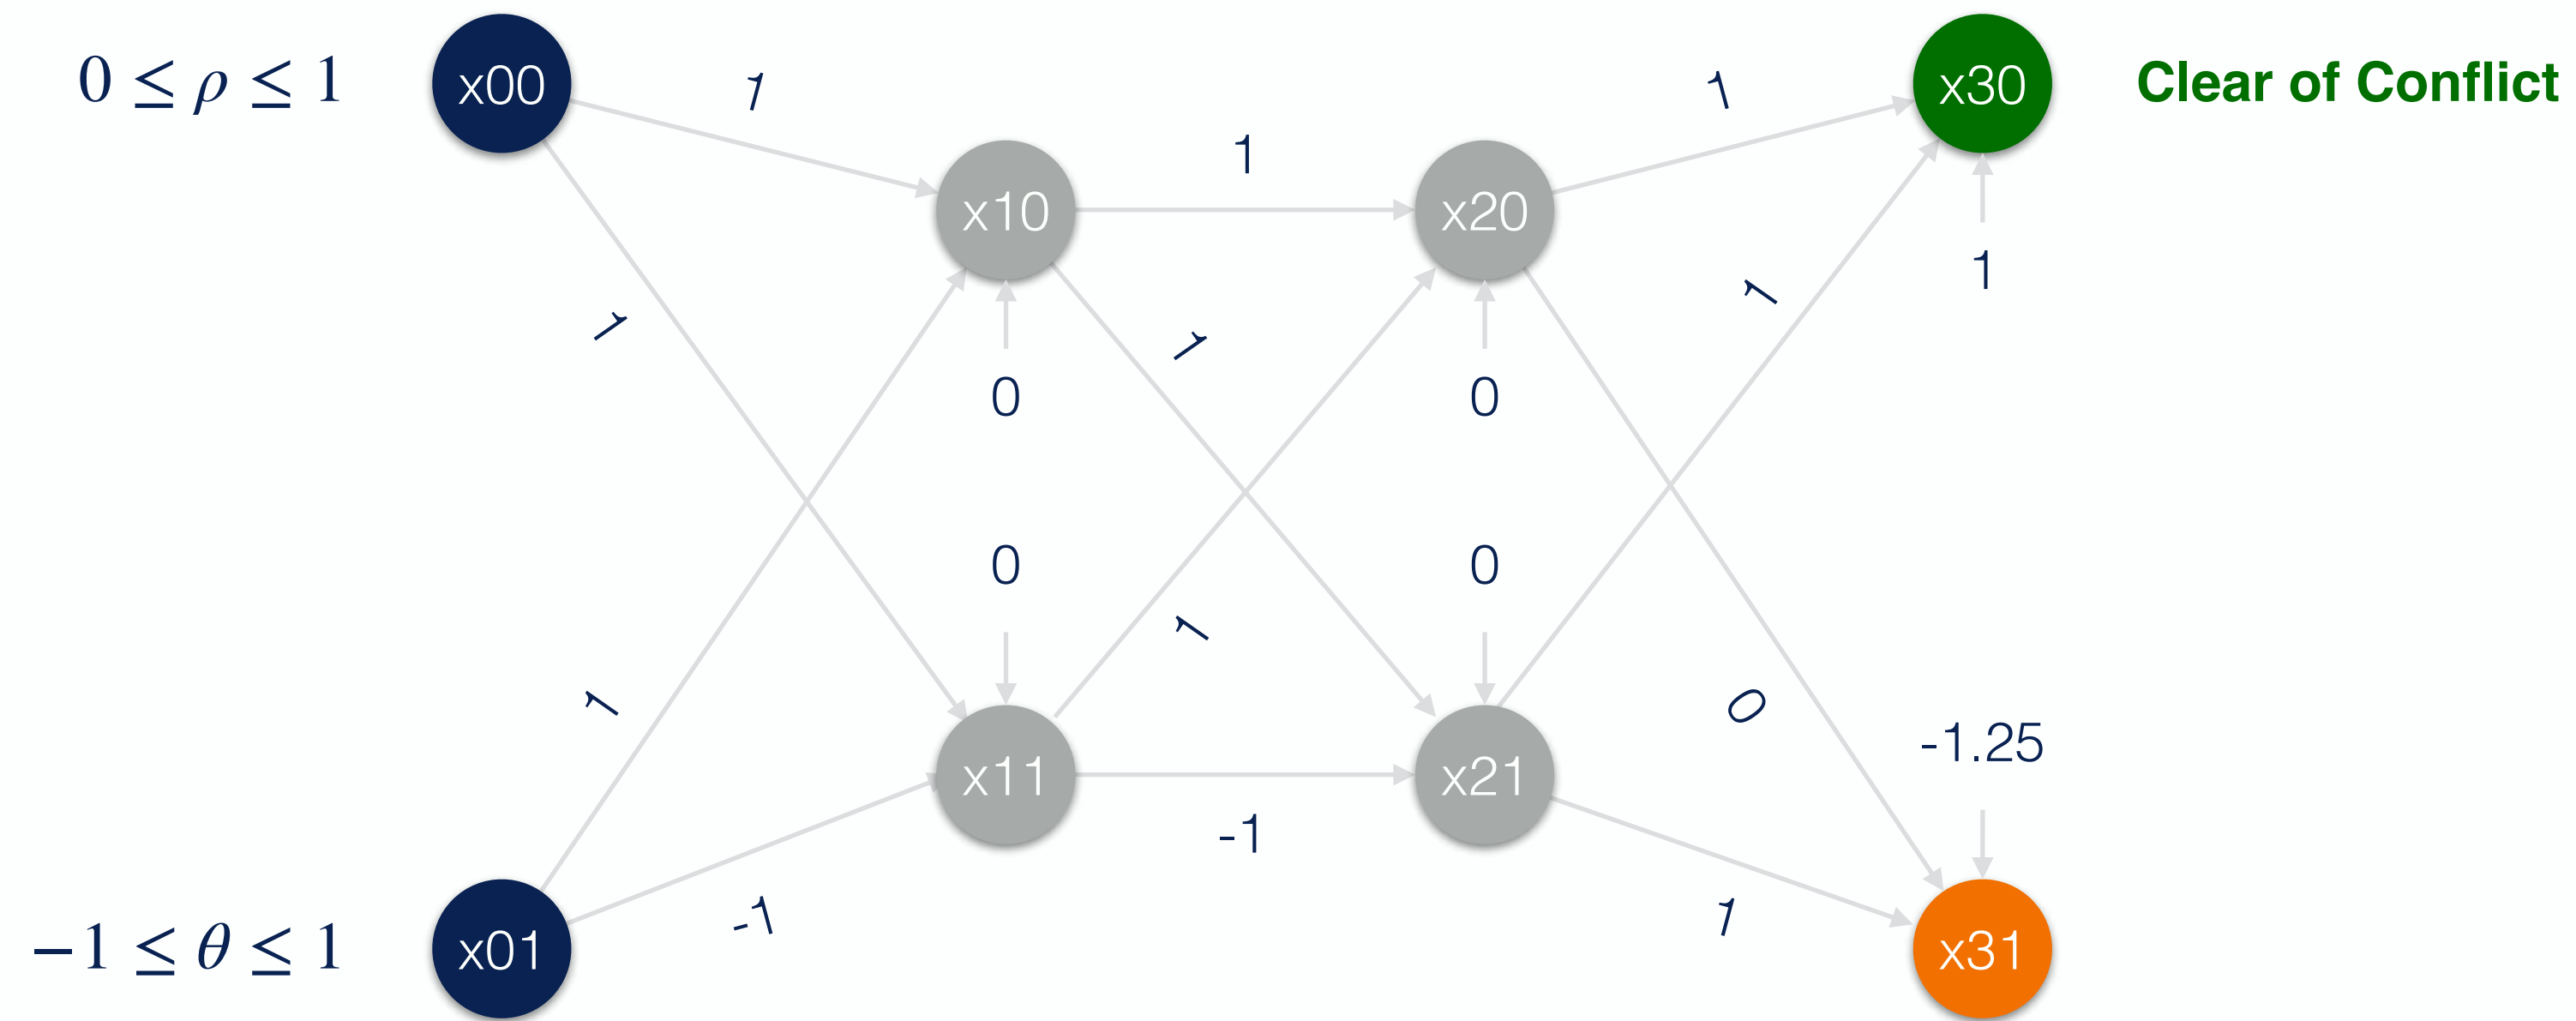 0 ≤ ρ ≤ 1
x00
1
1
x30
Clear of Conflict
1
x10
x20
1
1
1
1
0
0
0
0
1
1
0
-1.25
x11
x21
-1
-1
1
−1 ≤ θ ≤ 1
x01
x31